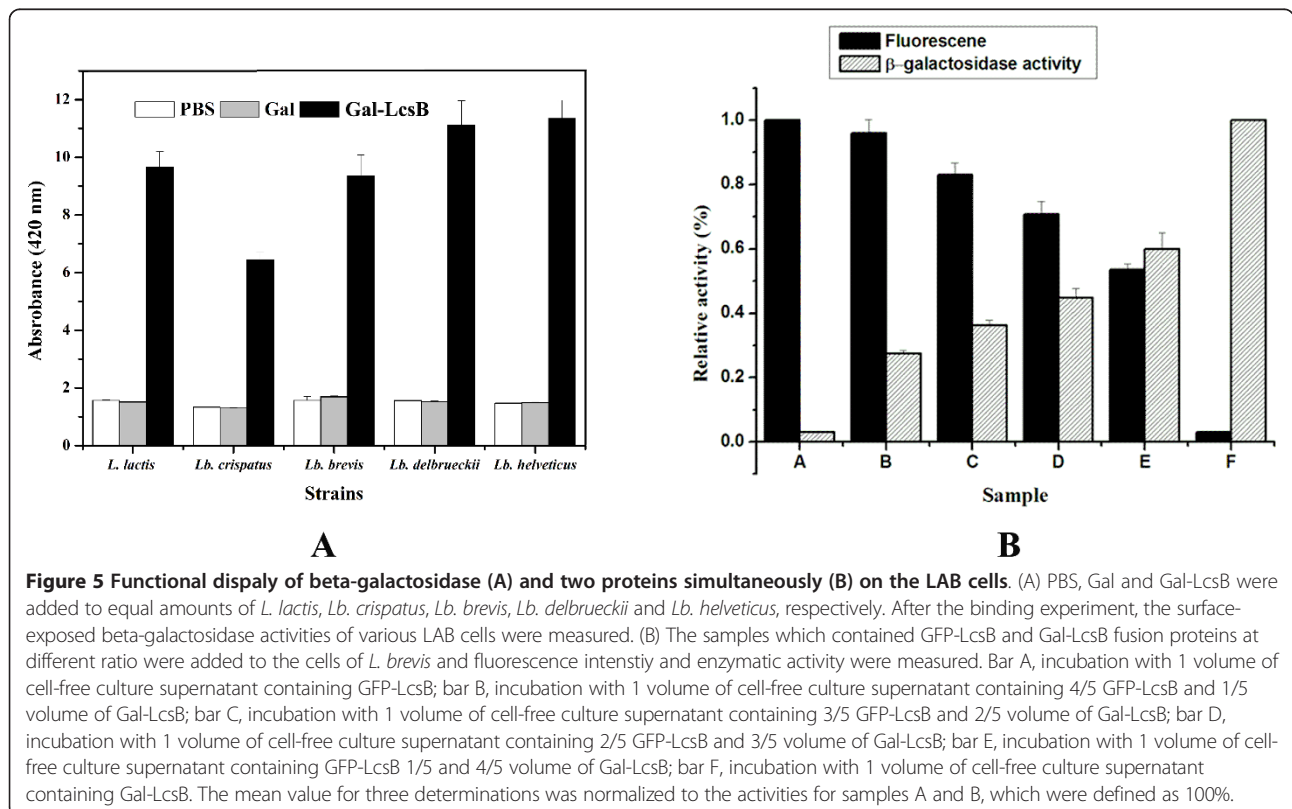 12
10
8
6
4
2
0
Absrobance (420 nm)
PBS Gal Gal-LcsB
L. lactis Lb. crispatus Lb. brevis Lb. delbrueckii Lb. helveticus
Strains
A
Fluorescene
β-galactosidase activity
1.0
0.8
0.6
0.4
0.2
0.0
Relative activity (%)
A B C D E F
Sample
B
Figure 5 Functional dispaly of beta-galactosidase (A) and two proteins simultaneously (B) on the LAB cells. (A) PBS, Gal and Gal-LcsB were
added to equal amounts of L. lactis, Lb. crispatus, Lb. brevis, Lb. delbrueckii and Lb. helveticus, respectively. After the binding experiment, the surface-
exposed beta-galactosidase activities of various LAB cells were measured. (B) The samples which contained GFP-LcsB and Gal-LcsB fusion proteins at
different ratio were added to the cells of L. brevis and fluorescence intenstiy and enzymatic activity were measured. Bar A, incubation with 1 volume of
cell-free culture supernatant containing GFP-LcsB; bar B, incubation with 1 volume of cell-free culture supernatant containing 4/5 GFP-LcsB and 1/5
volume of Gal-LcsB; bar C, incubation with 1 volume of cell-free culture supernatant containing 3/5 GFP-LcsB and 2/5 volume of Gal-LcsB; bar D,
incubation with 1 volume of cell-free culture supernatant containing 2/5 GFP-LcsB and 3/5 volume of Gal-LcsB; bar E, incubation with 1 volume of cell-
free culture supernatant containing GFP-LcsB 1/5 and 4/5 volume of Gal-LcsB; bar F, incubation with 1 volume of cell-free culture supernatant
containing Gal-LcsB. The mean value for three determinations was normalized to the activities for samples A and B, which were defined as 100%.